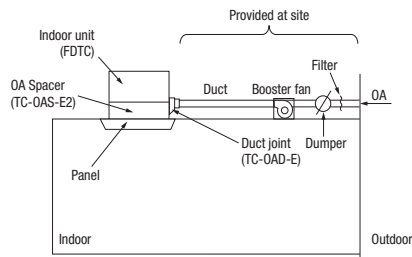 Provided at site
Indoor unit
(FDTC)
Filter
OA Spacer
(TC-OAS-E2)
Duct
Booster fan
OA
Duct joint
(TC-OAD-E)
Dumper
Panel
Indoor
Outdoor